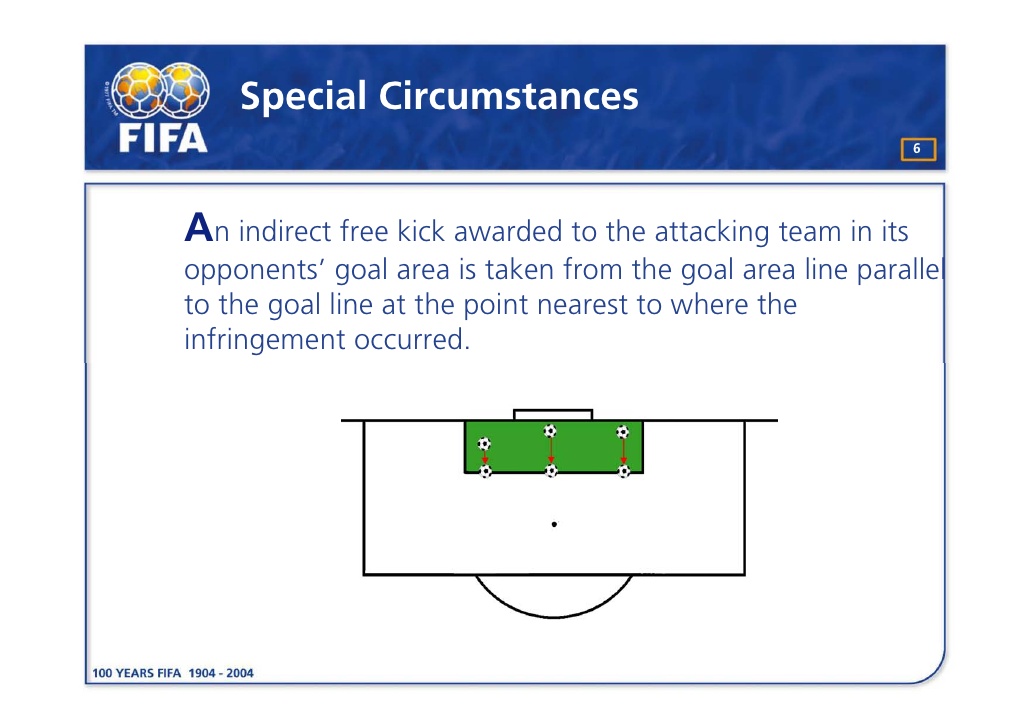 Special Circumstances
FIFA
6
An indirect free kick awarded to the attacking team in its
opponents’ goal area is taken from the goal area line parallel
to the goal line at the point nearest to where the
infringement occurred.
100 YEARS FIFA 1904 - 2004